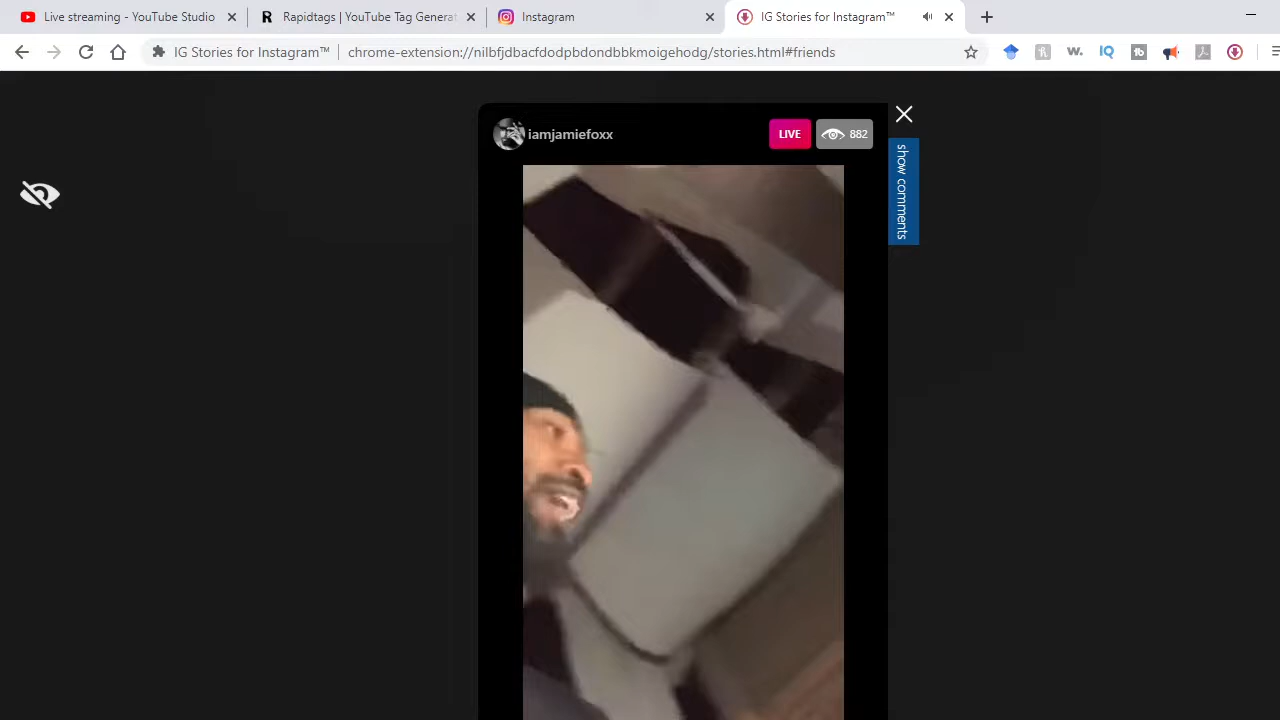 Live streaming - YouTube Studio
Rapidtags | YouTube Tag Genera
Instagram
IG Stories for Instagram™
IG Stories for Instagram™ | chrome-extension://nilbfjdbacfdodpbdondbbkmoigehodg/stories.html#friends
iamjamiefoxx
LIVE
882
show comments